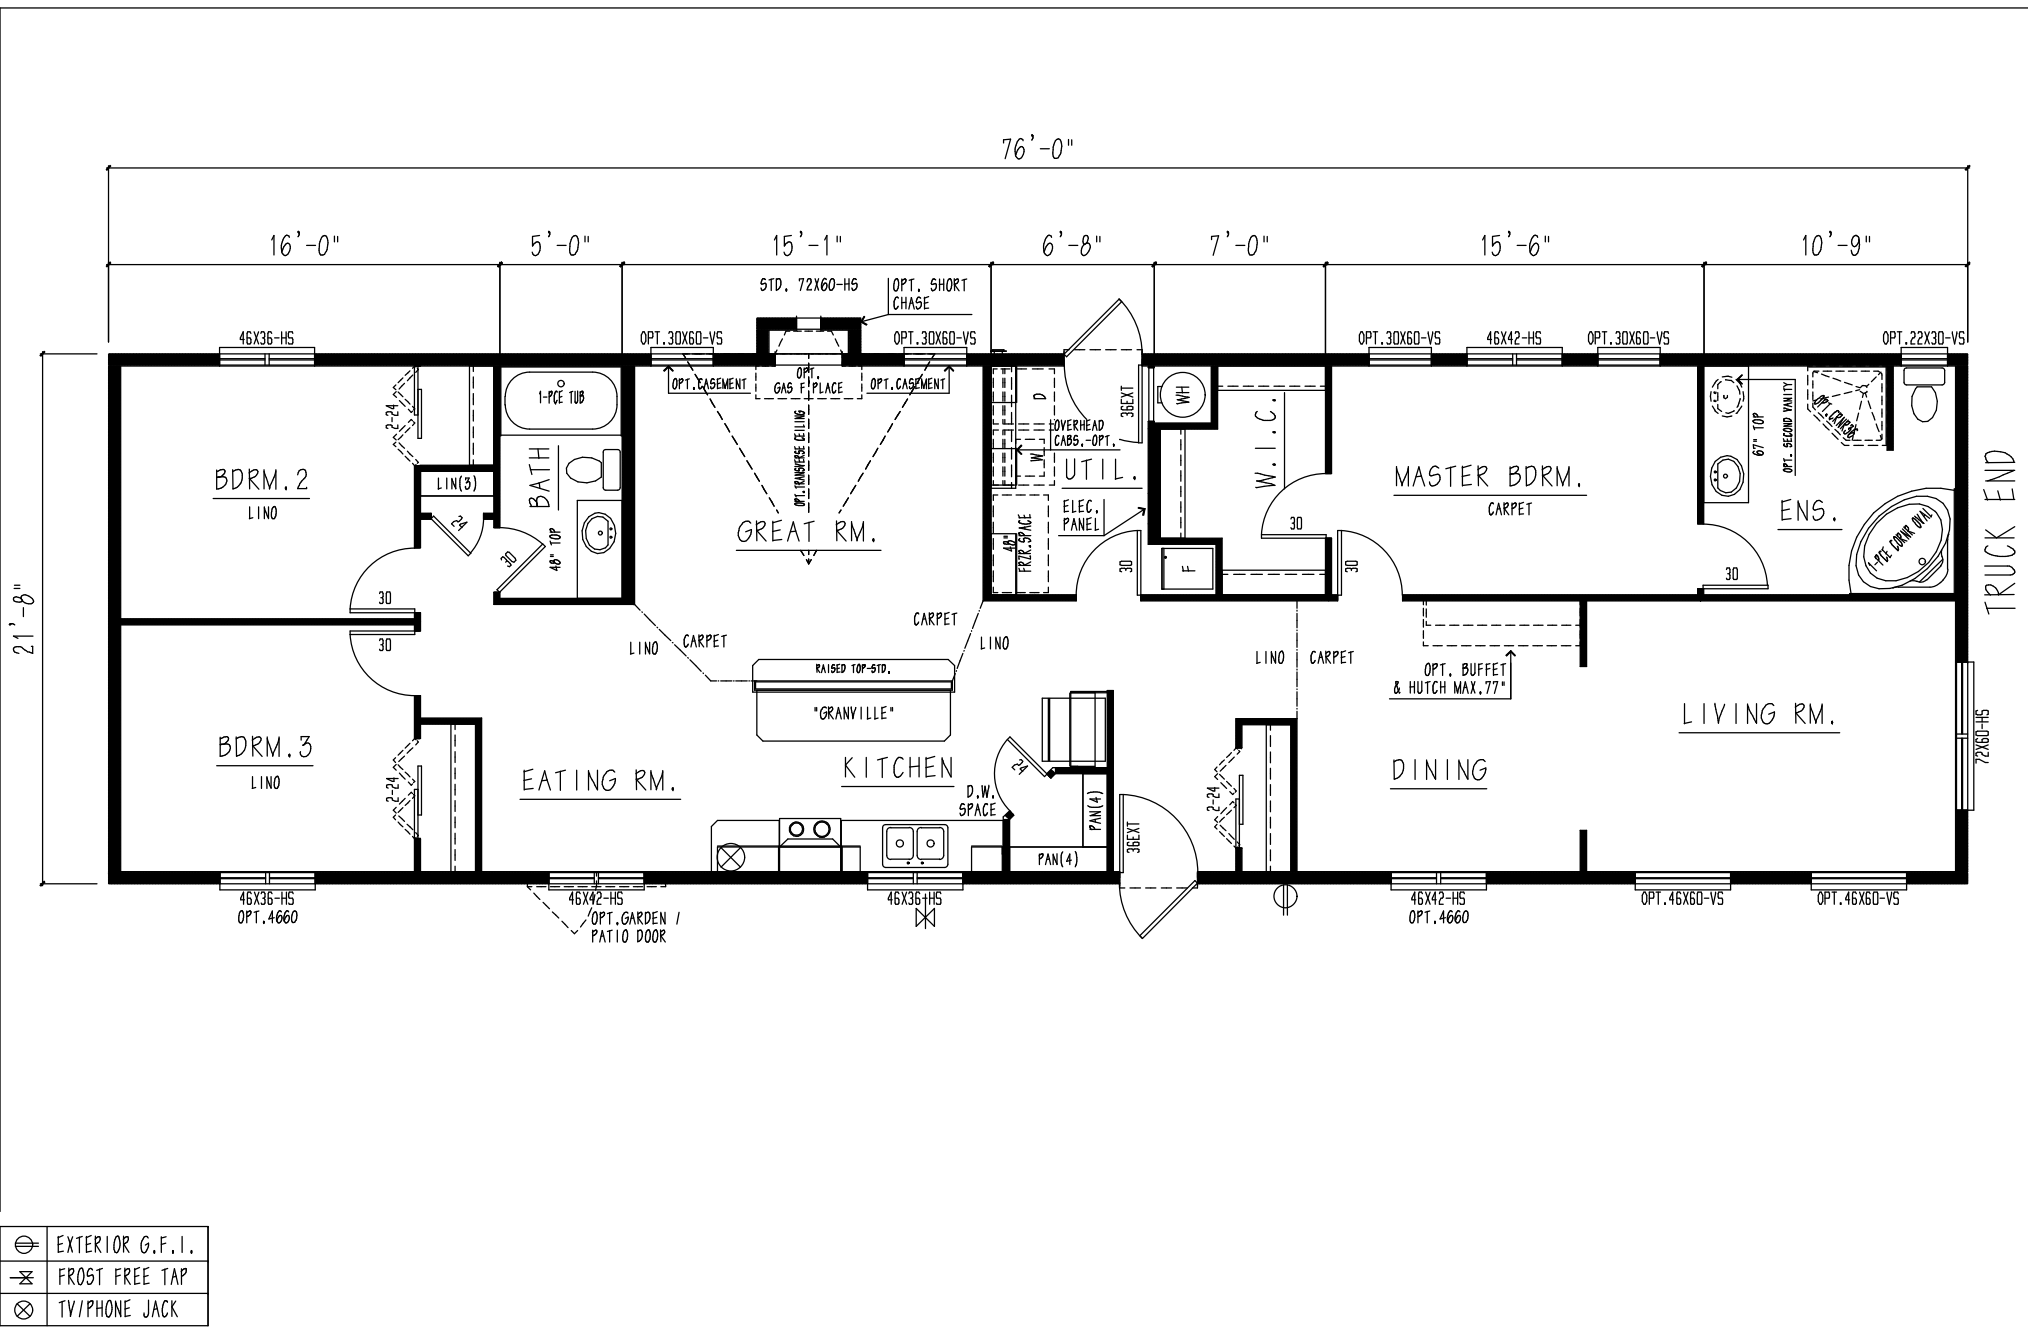 76'-0"
16'-0"
5'-0"
15'-1"
6'-8"
7'-0"
15'-6"
10'-9"
STD. 72X60-HS
OPT. SHORT
CHASE
46X36-HS
OPT.30X60-VS
OPT.30X60-VS
OPT.30X60-VS
46X42-HS
OPT.30X60-VS
OPT.22X30-VS
OPT.CASEMENT
OPT.
GAS F PLACE
OPT.CASEMENT
1-PCE TUB
2-24
BATH
48" TOP
LIN(3)
24
30
BDRM.2
LINO
30
OPT.TRANSVERSE CEILING
GREAT RM.
D
W
OVERHEAD
CABS.-OPT.
36EXT
UTIL.
ELEC.
PANEL
48"
FRZR.SPACE
30
WH
F
W.I.C.
30
MASTER BDRM.
CARPET
30
67" TOP
OPT. SECOND VANITY
OPT.CRNR36
ENS.
1-PCE CORNR OVAL
30
TRUCK END
21'-8"
30
CARPET
LINO
CARPET
LINO
LINO
CARPET
RAISED TOP-STD.
"GRANVILLE"
OPT. BUFFET
& HUTCH MAX.77"
LIVING RM.
72X60-HS
BDRM.3
LINO
2-24
EATING RM.
KITCHEN
D.W.
SPACE
24
PAN(4)
PAN(4)
36EXT
2-24
DINING
46X36-HS
OPT.4660
46X42-HS
OPT.GARDEN /
PATIO DOOR
46X36-HS
46X42-HS
OPT.4660
OPT.46X60-VS
OPT.46X60-VS
EXTERIOR G.F.I.
FROST FREE TAP
TV/PHONE JACK